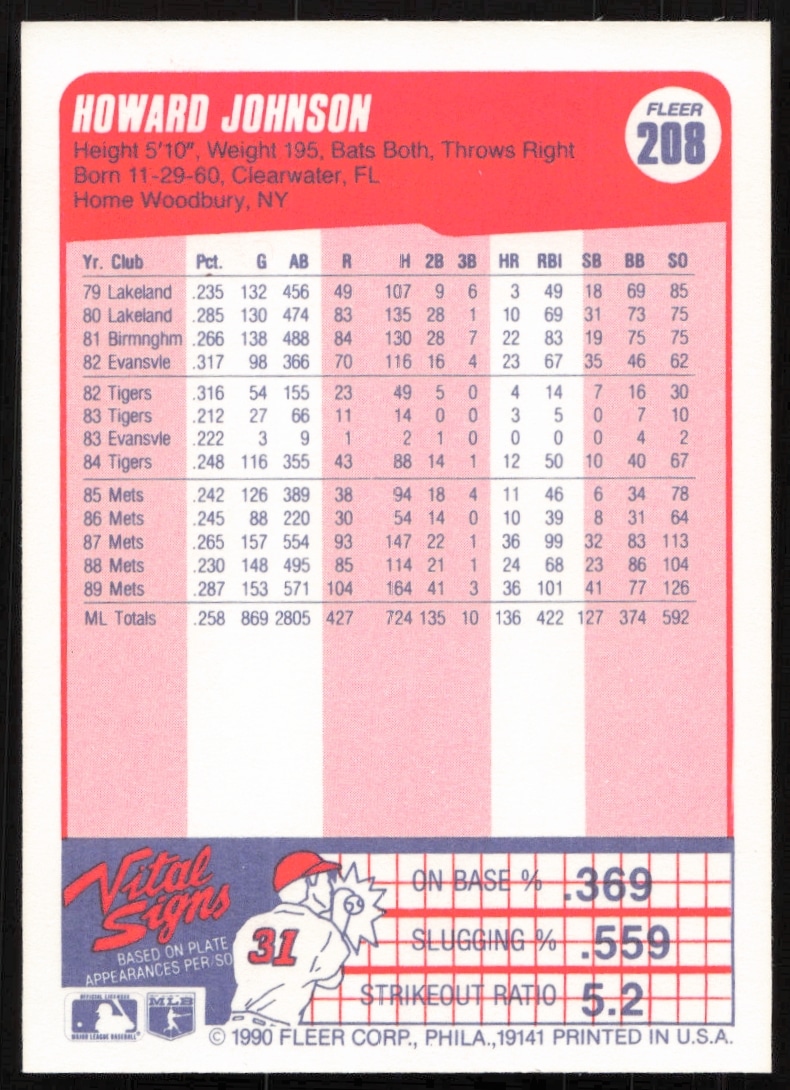 HOWARD JOHNSON
FLEER
208
Height 5'10", Weight 195, Bats Both, Throws Right
Born 11-29-60, Clearwater, FL
Home Woodbury, NY
Yr. Club Pct. G AB R H 2B 3B HR RBI SB BB SO
79 Lakeland .235 132 456 49 107 9 6 3 49 18 69 85
80 Lakeland .285 130 474 83 135 28 1 10 69 31 73 75
81 Birmnghm .266 138 488 84 130 28 7 22 83 19 75 75
82 Evansvle .317 98 366 70 116 16 4 23 67 35 46 62
82 Tigers .316 54 155 23 49 5 0 4 14 7 16 30
83 Tigers .212 27 66 11 14 0 0 3 5 0 7 10
83 Evansvle .222 3 9 1 2 1 0 0 0 0 4 2
84 Tigers .248 116 355 43 88 14 1 12 50 10 40 67
85 Mets .242 126 389 38 94 18 4 11 46 6 34 78
86 Mets .245 88 220 30 54 14 0 10 39 8 31 64
87 Mets .265 157 554 93 147 22 1 36 99 32 83 113
88 Mets .230 148 495 85 114 21 1 24 68 23 86 104
89 Mets .287 153 571 104 164 41 3 36 101 41 77 126
ML Totals .258 869 2805 427 724 135 10 136 422 127 374 592
Vital
Signs
BASED ON PLATE
APPEARANCES PER/SO
31
ON BASE % .369
SLUGGING % .559
STRIKEOUT RATIO 5.2
OFFICIAL LICENSEE
MAJOR LEAGUE BASEBALL
MLB
© 1990 FLEER CORP., PHILA.,19141 PRINTED IN U.S.A.